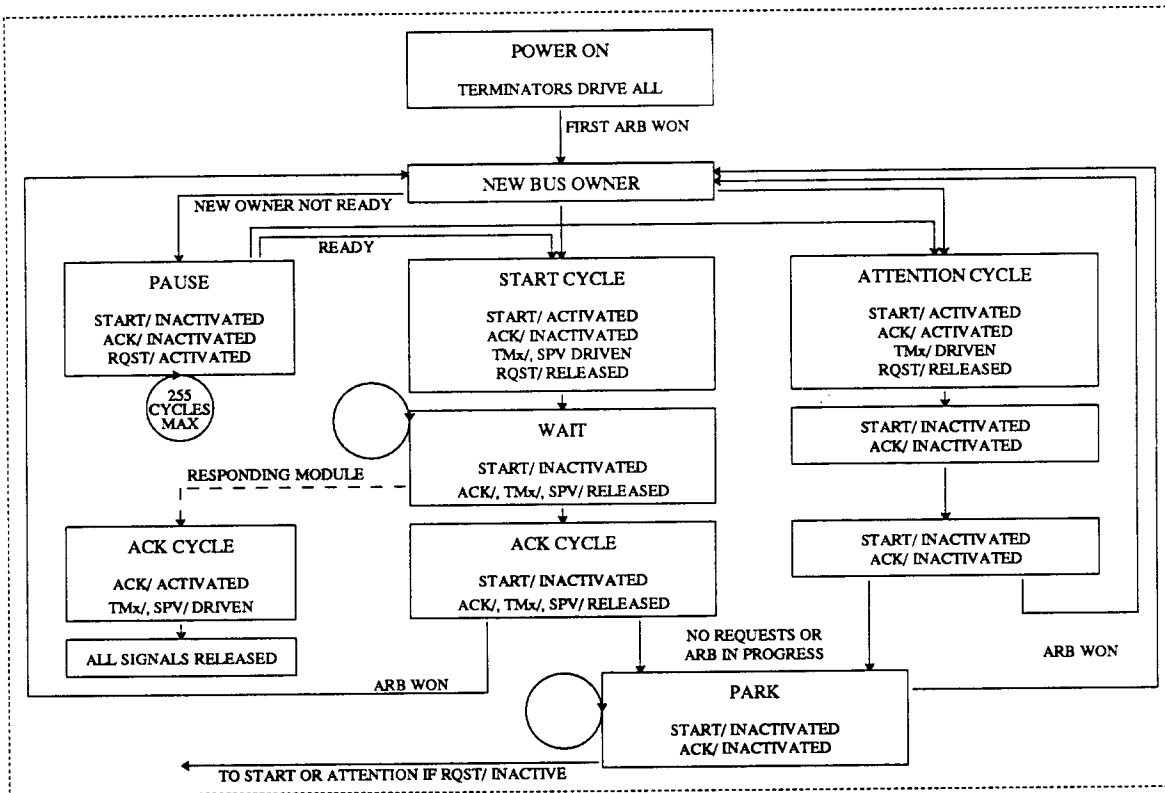 POWER ON
TERMINATORS DRIVE ALL
FIRST ARB WON
NEW BUS OWNER
NEW OWNER NOT READY
READY
PAUSE
START/ INACTIVATED
ACK/ INACTIVATED
RQST/ ACTIVATED
255
CYCLES
MAX
START CYCLE
START/ ACTIVATED
ACK/ INACTIVATED
TMx/, SPV DRIVEN
RQST/ RELEASED
ATTENTION CYCLE
START/ ACTIVATED
ACK/ ACTIVATED
TMx/ DRIVEN
RQST/ RELEASED
START/ INACTIVATED
ACK/ INACTIVATED
WAIT
START/ INACTIVATED
ACK/, TMx/, SPV/ RELEASED
RESPONDING MODULE
ACK CYCLE
ACK/ ACTIVATED
TMx/, SPV/ DRIVEN
ALL SIGNALS RELEASED
ACK CYCLE
START/ INACTIVATED
ACK/, TMx/, SPV/ RELEASED
START/ INACTIVATED
ACK/ INACTIVATED
NO REQUESTS OR
ARB IN PROGRESS
ARB WON
ARB WON
PARK
START/ INACTIVATED
ACK/ INACTIVATED
TO START OR ATTENTION IF RQST/ INACTIVE